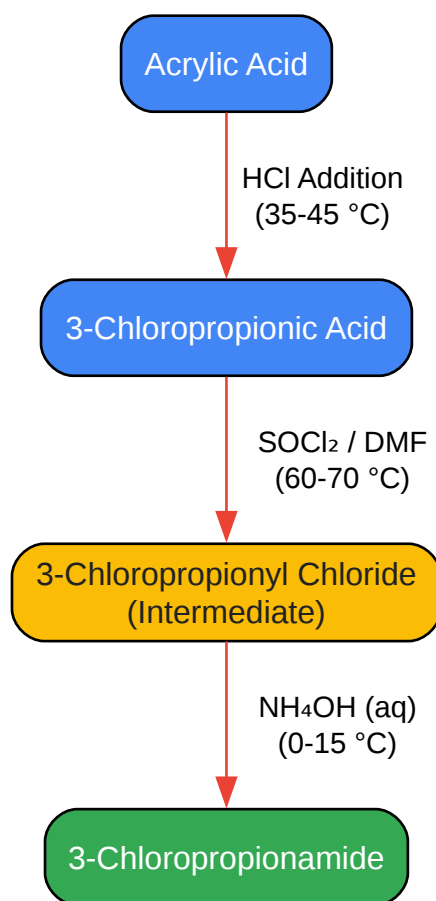 Acrylic Acid
HCl Addition
(35-45 °C)
3-Chloropropionic Acid
SOCl₂ / DMF
(60-70 °C)
3-Chloropropionyl Chloride
(Intermediate)
NH₄OH (aq)
(0-15 °C)
3-Chloropropionamide